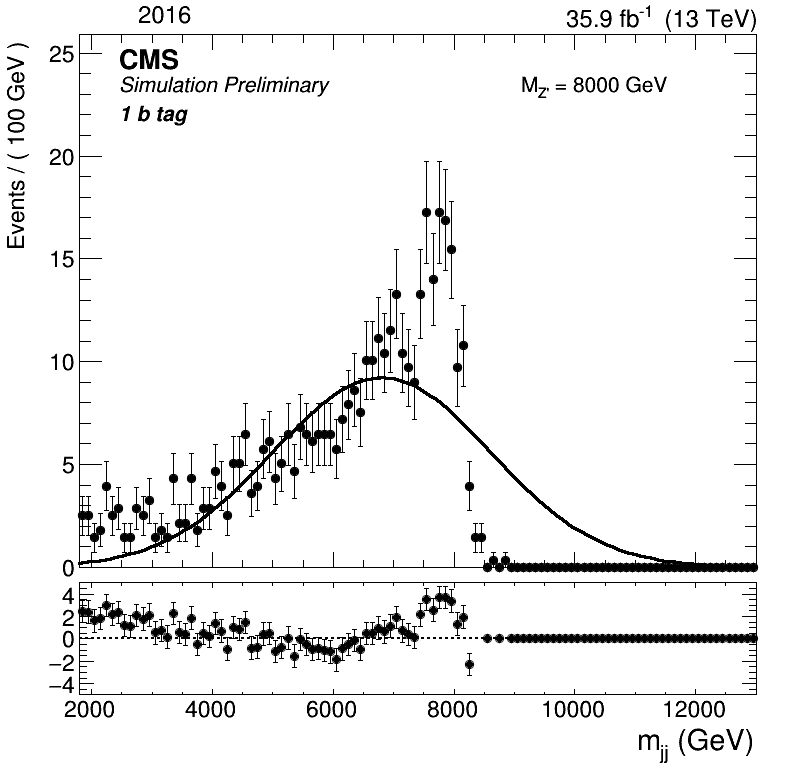 2016 35.9 fb⁻¹ (13 TeV)
CMS
Simulation Preliminary
1 b tag
M_Z' = 8000 GeV
Events / ( 100 GeV )
25
20
15
10
5
0
4
2
0
−2
−4
2000 4000 6000 8000 10000 12000
m_jj (GeV)